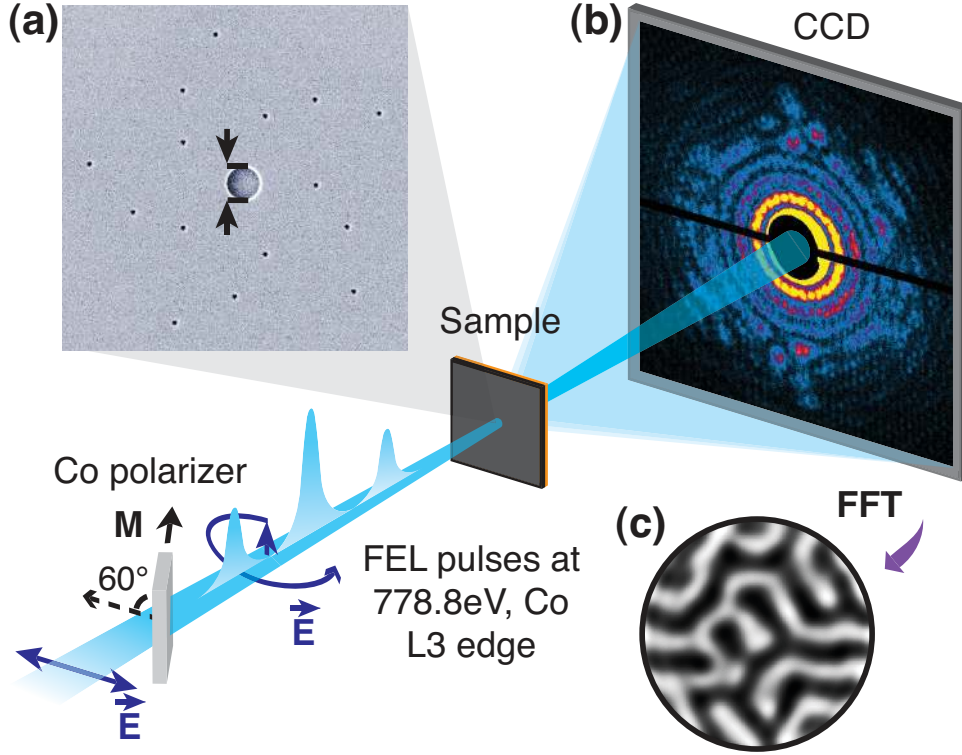 (a)
(b)
CCD
Sample
Co polarizer
M
60°
FEL pulses at
778.8eV, Co
L3 edge
E
E
FFT
(c)